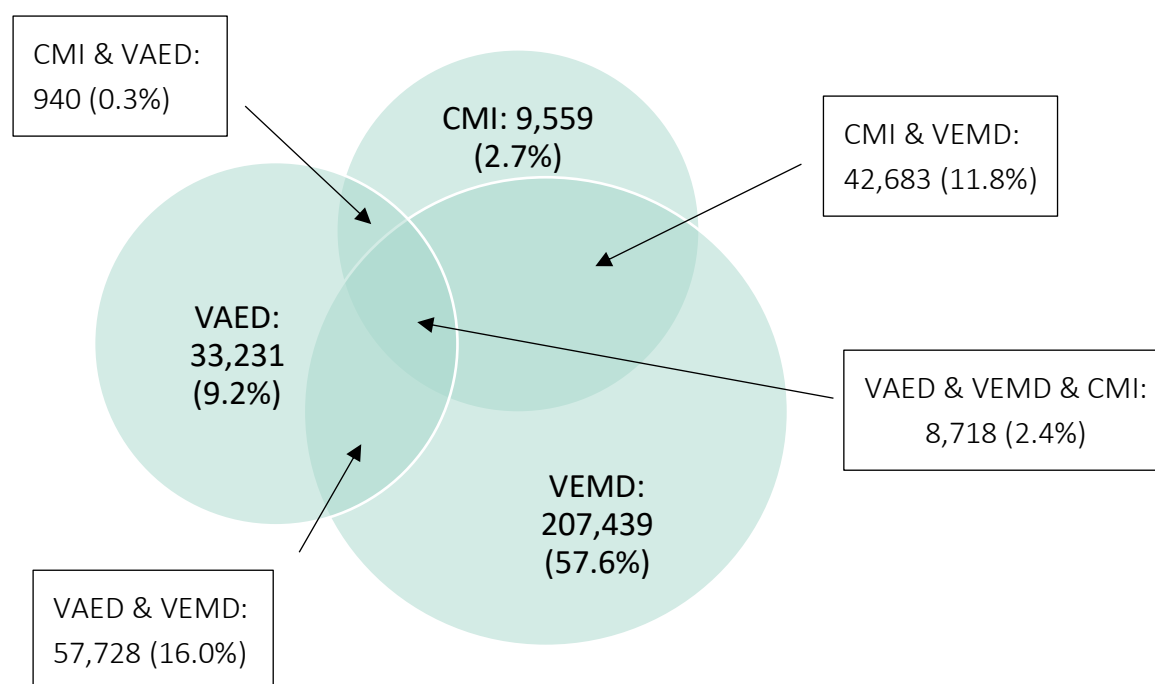 CMI & VAED:
940 (0.3%)
CMI: 9,559
(2.7%)
CMI & VEMD:
42,683 (11.8%)
VAED:
33,231
(9.2%)
VAED & VEMD & CMI:
8,718 (2.4%)
VEMD:
207,439
(57.6%)
VAED & VEMD:
57,728 (16.0%)